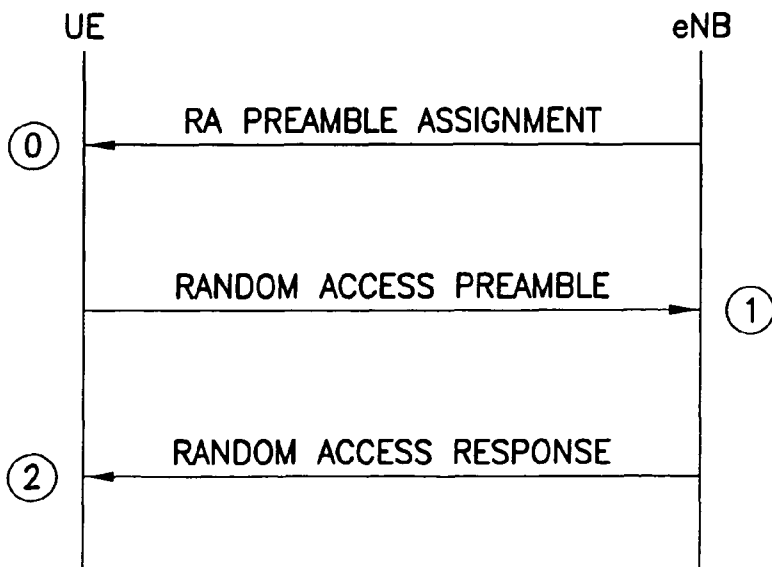 UE
eNB
RA PREAMBLE ASSIGNMENT
0
RANDOM ACCESS PREAMBLE
1
RANDOM ACCESS RESPONSE
2